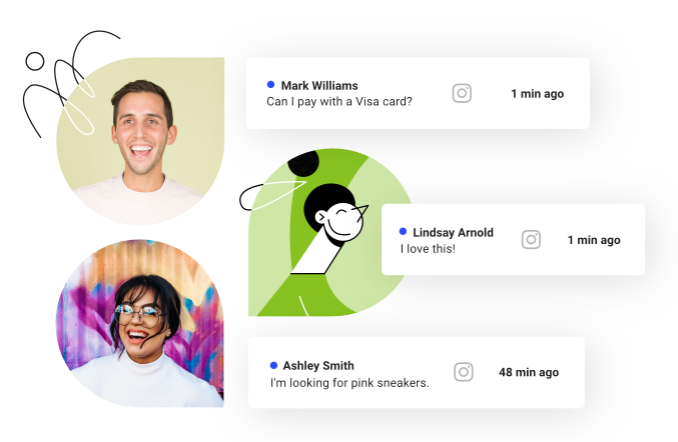 Mark Williams
Can I pay with a Visa card?
1 min ago
Lindsay Arnold
I love this!
1 min ago
Ashley Smith
I'm looking for pink sneakers.
48 min ago